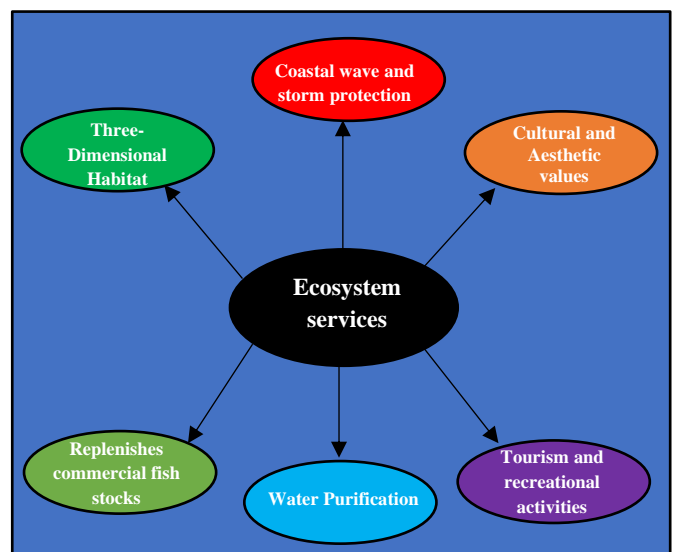 Coastal wave and
storm protection
Three-
Dimensional
Habitat
Cultural and
Aesthetic
values
Ecosystem
services
Replenishes
commercial fish
stocks
Water Purification
Tourism and
recreational
activities